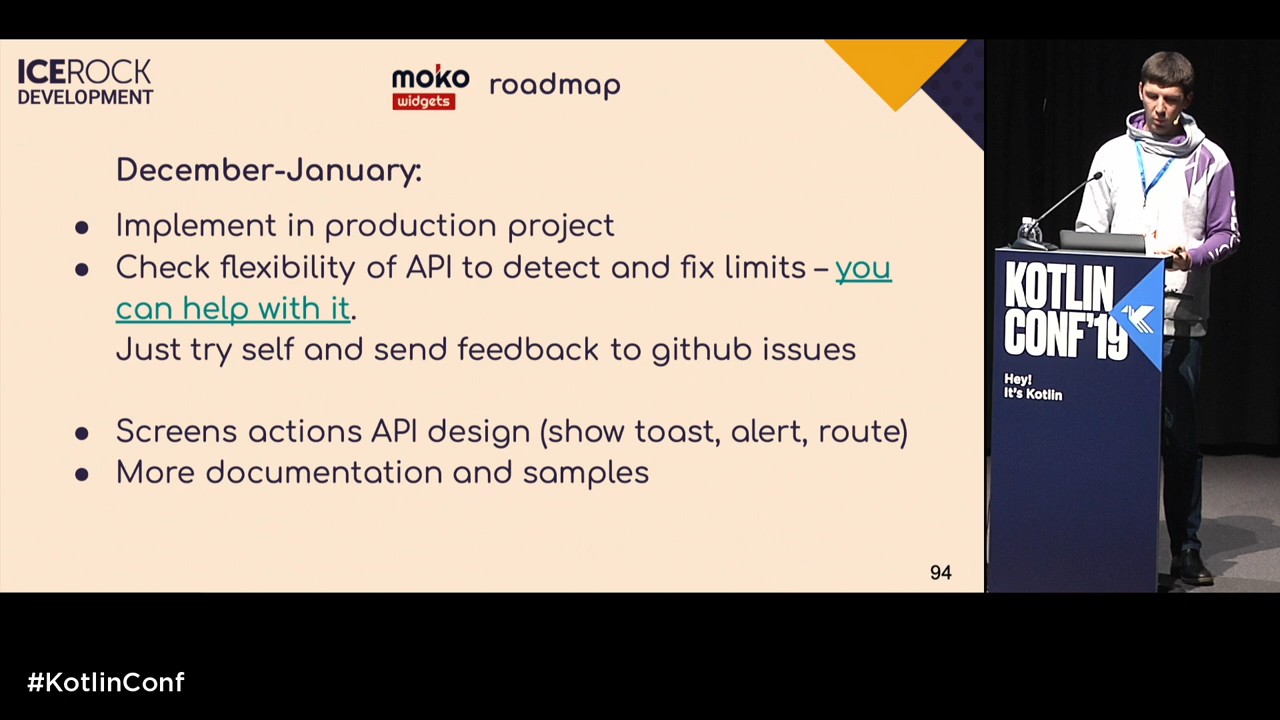 ICEROCK
DEVELOPMENT
moko
widgets
roadmap
December-January:
● Implement in production project
● Check flexibility of API to detect and fix limits – you
can help with it.
Just try self and send feedback to github issues
● Screens actions API design (show toast, alert, route)
● More documentation and samples
94
KOTLIN
CONF'19
Hey!
It's Kotlin
#KotlinConf